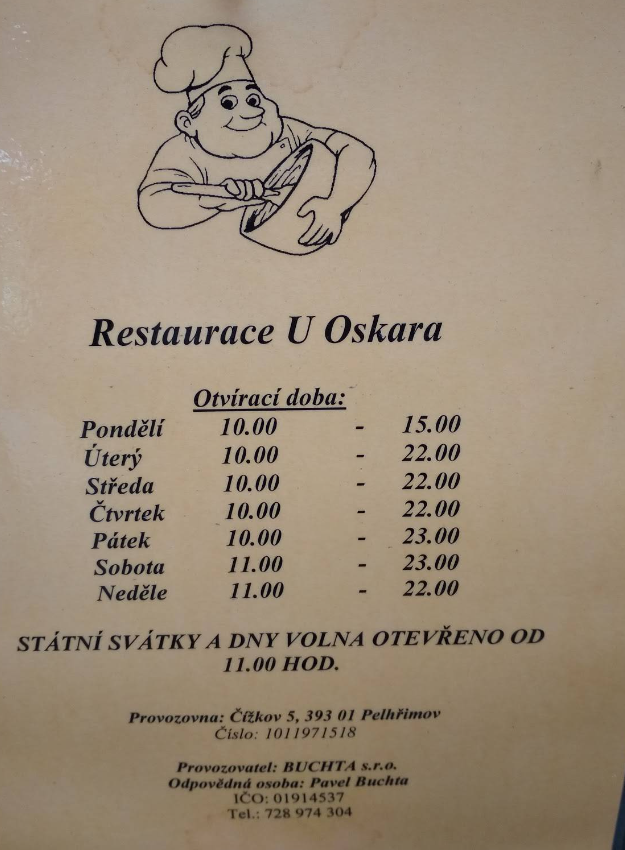 Restaurace U Oskara
Otvírací doba:
Pondělí 10.00 - 15.00
Úterý 10.00 - 22.00
Středa 10.00 - 22.00
Čtvrtek 10.00 - 22.00
Pátek 10.00 - 23.00
Sobota 11.00 - 23.00
Neděle 11.00 - 22.00
STÁTNÍ SVÁTKY A DNY VOLNA OTEVŘENO OD
11.00 HOD.
Provozovna: Čížkov 5, 393 01 Pelhřimov
Číslo: 1011971518
Provozovatel: BUCHTA s.r.o.
Odpovědná osoba: Pavel Buchta
IČO: 01914537
Tel.: 728 974 304